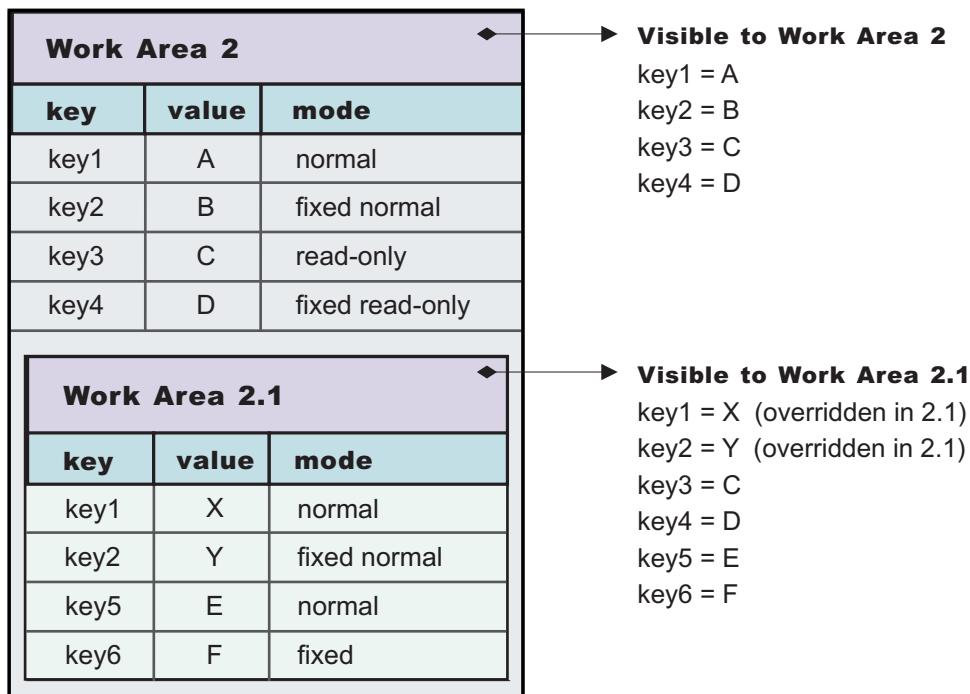 Work Area 2
key value mode
key1 A normal
key2 B fixed normal
key3 C read-only
key4 D fixed read-only
Visible to Work Area 2
key1 = A
key2 = B
key3 = C
key4 = D
Work Area 2.1
key value mode
key1 X normal
key2 Y fixed normal
key5 E normal
key6 F fixed
Visible to Work Area 2.1
key1 = X (overridden in 2.1)
key2 = Y (overridden in 2.1)
key3 = C
key4 = D
key5 = E
key6 = F